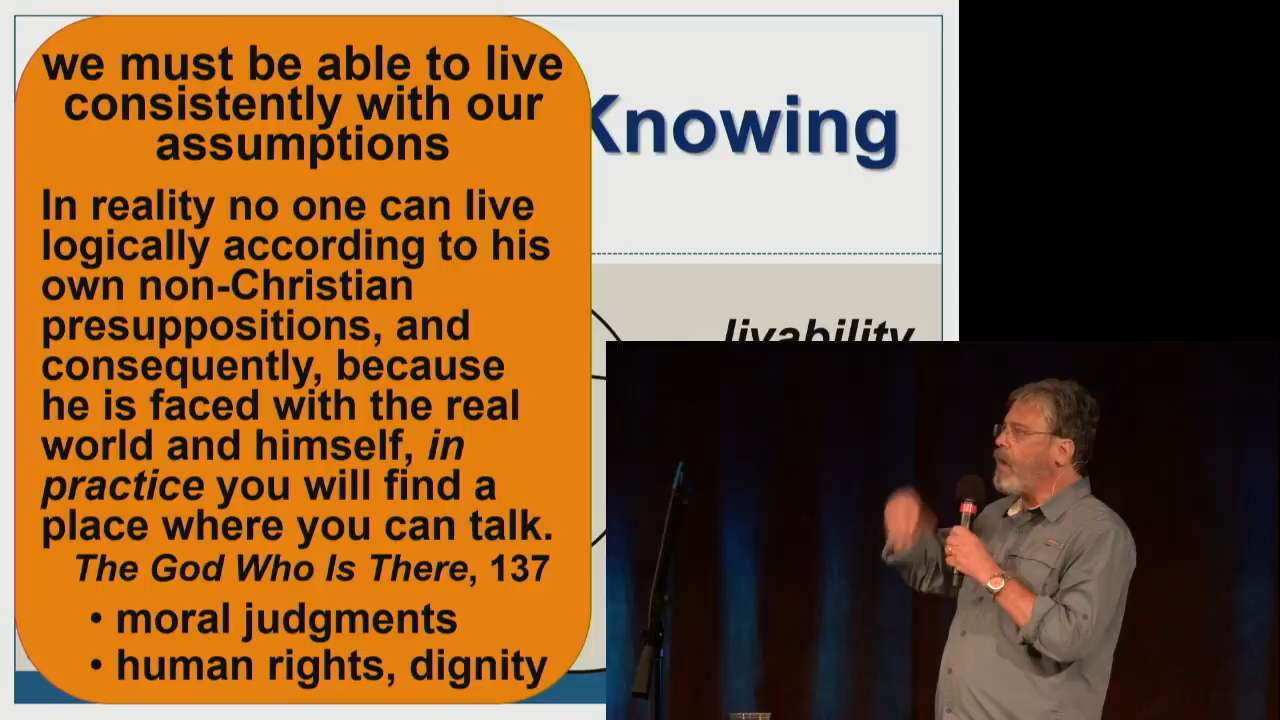 we must be able to live
consistently with our
assumptions
In reality no one can live
logically according to his
own non-Christian
presuppositions, and
consequently, because
he is faced with the real
world and himself, in
practice you will find a
place where you can talk.
The God Who Is There, 137
• moral judgments
• human rights, dignity
Knowing
livability